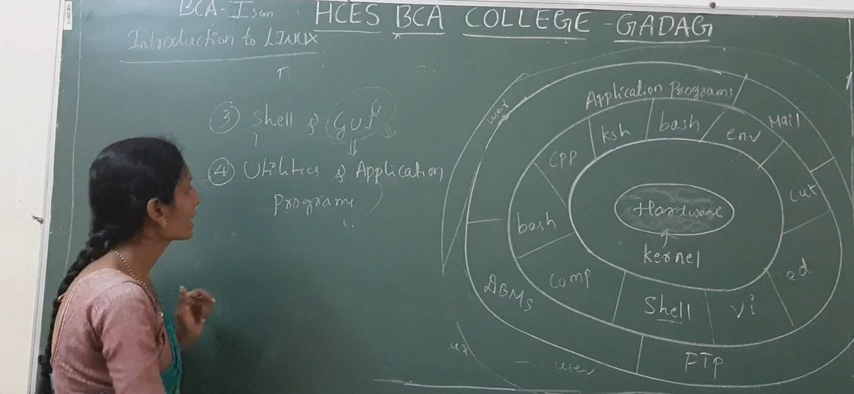 BCA - I Sem
HCES BCA COLLEGE - GADAG
Introduction to LINUX
③ Shell & GUI
④ Utilities & Application
Programs
Application Programs
user
ksh
bash
env
Mail
cpp
cut
bash
Hardware
kernel
ed
comp
DBMS
Shell
vi
FTP
user